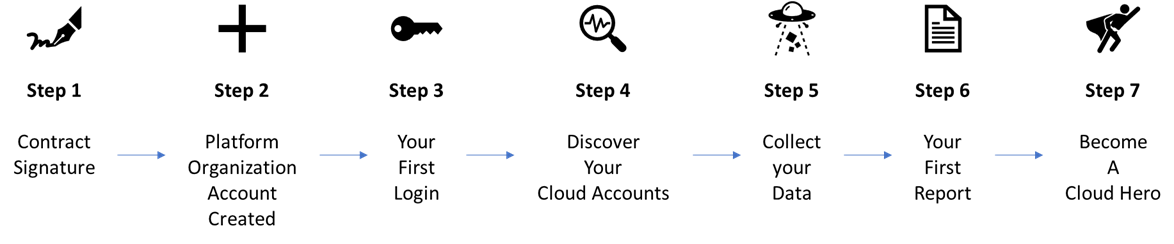 Step 1
Step 2
Step 3
Step 4
Step 5
Step 6
Step 7
Contract
Signature
Platform
Organization
Account
Created
Your
First
Login
Discover
Your
Cloud Accounts
Collect
your
Data
Your
First
Report
Become
A
Cloud Hero